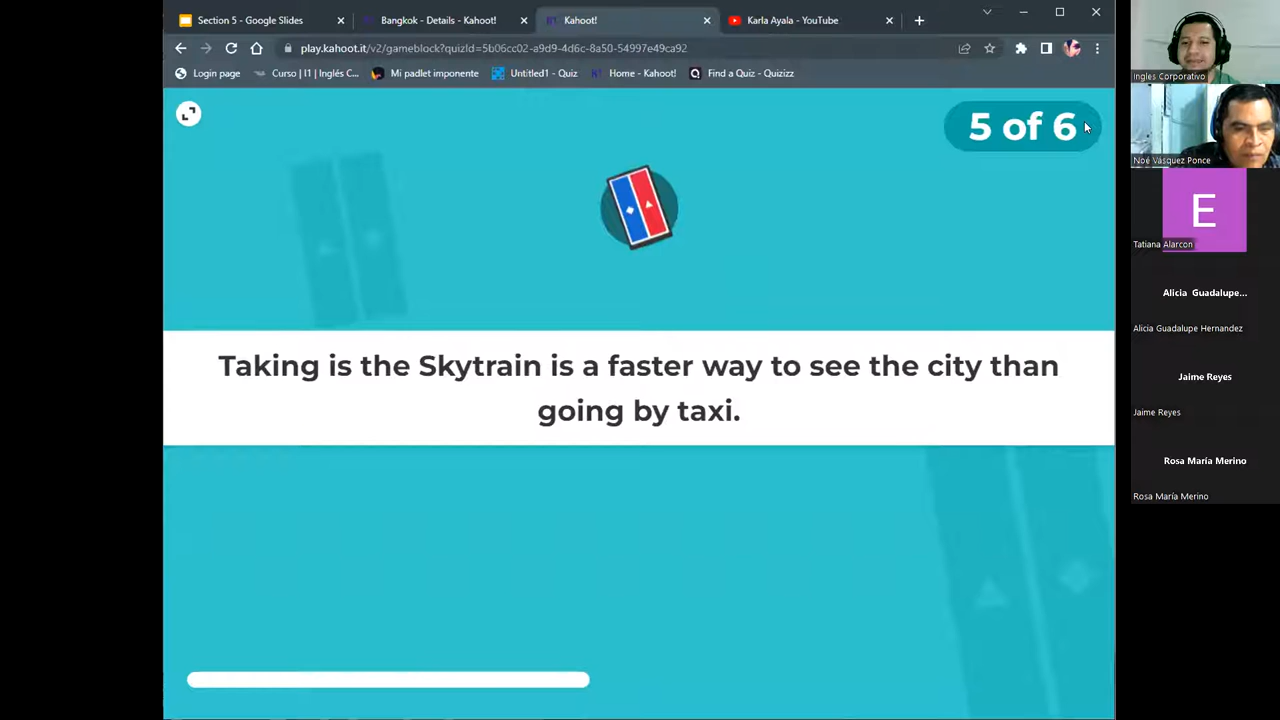 Section 5 - Google Slides
Bangkok - Details - Kahoot!
Kahoot!
Karla Ayala - YouTube
play.kahoot.it/v2/gameblock?quizId=5b06cc02-a9d9-4d6c-8a50-54997e49ca92
Login page
Curso | I1 | Inglés C...
Mi padlet imponente
Untitled1 - Quiz
Home - Kahoot!
Find a Quiz - Quizizz
5 of 6
Taking is the Skytrain is a faster way to see the city than
going by taxi.
Ingles Corporativo
Noé Vásquez Ponce
E
Tatiana Alarcon
Alicia Guadalupe...
Alicia Guadalupe Hernandez
Jaime Reyes
Jaime Reyes
Rosa María Merino
Rosa María Merino